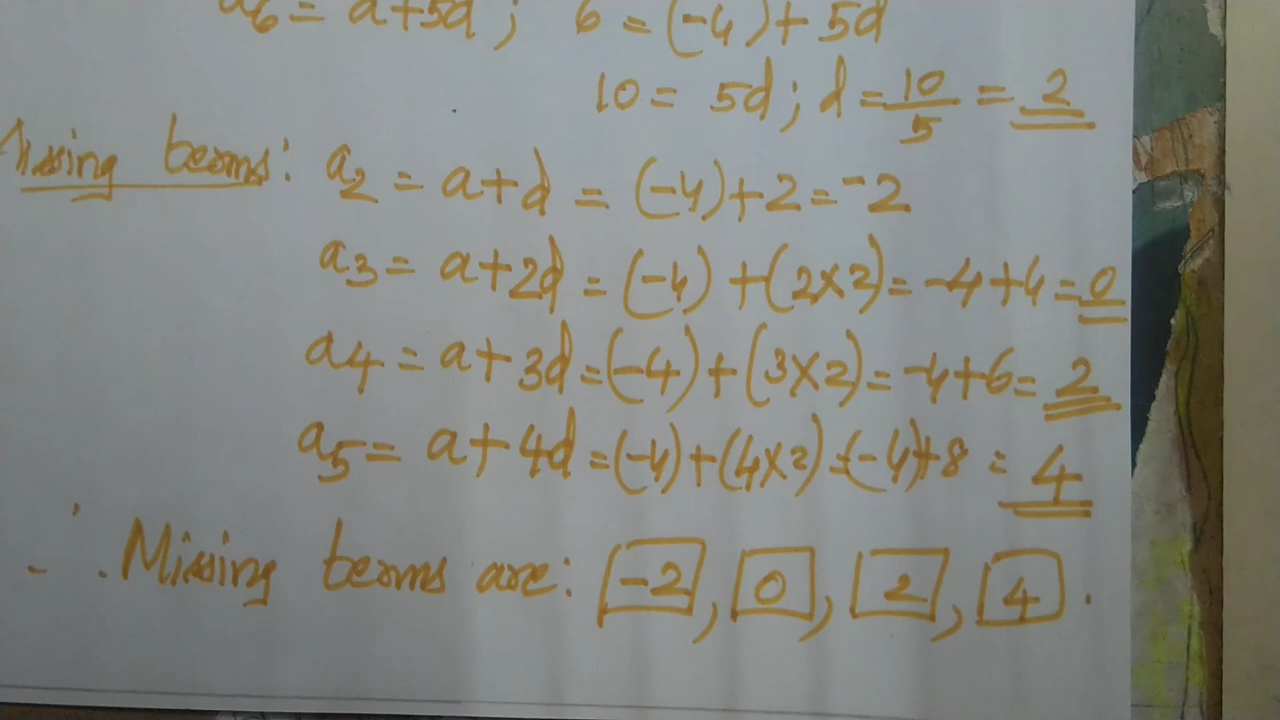 a6 = a+5d ; 6 = (-4)+ 5d
10 = 5d ; d = 10/5 = 2
Missing terms : a2 = a+d = (-4)+2 = -2
a3 = a+2d = (-4) +(2×2) = -4+4 = 0
a4 = a+3d = (-4) + (3×2) = -4+6 = 2
a5 = a+4d = (-4)+(4×2) = (-4)+8 = 4
∴ Missing terms are: -2, 0, 2, 4.